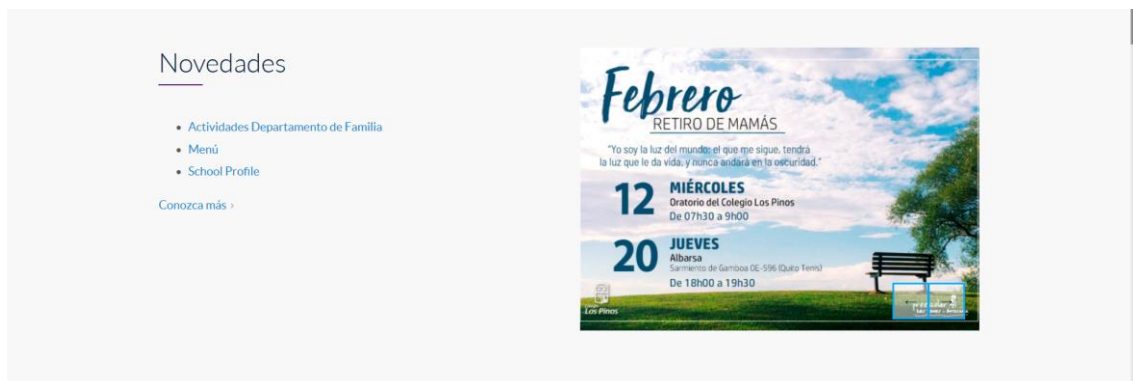 Novedades
Actividades Departamento de Familia
Menú
School Profile
Conozca más ›
Febrero
RETIRO DE MAMÁS
"Yo soy la luz del mundo; el que me sigue, tendrá
la luz que le da vida, y nunca andará en la oscuridad."
12 MIÉRCOLES
Oratorio del Colegio Los Pinos
De 07h30 a 9h00
20 JUEVES
Albarsa
Sarmiento de Gamboa OE-596 (Quito Tenis)
De 18h00 a 19h30
Los Pinos